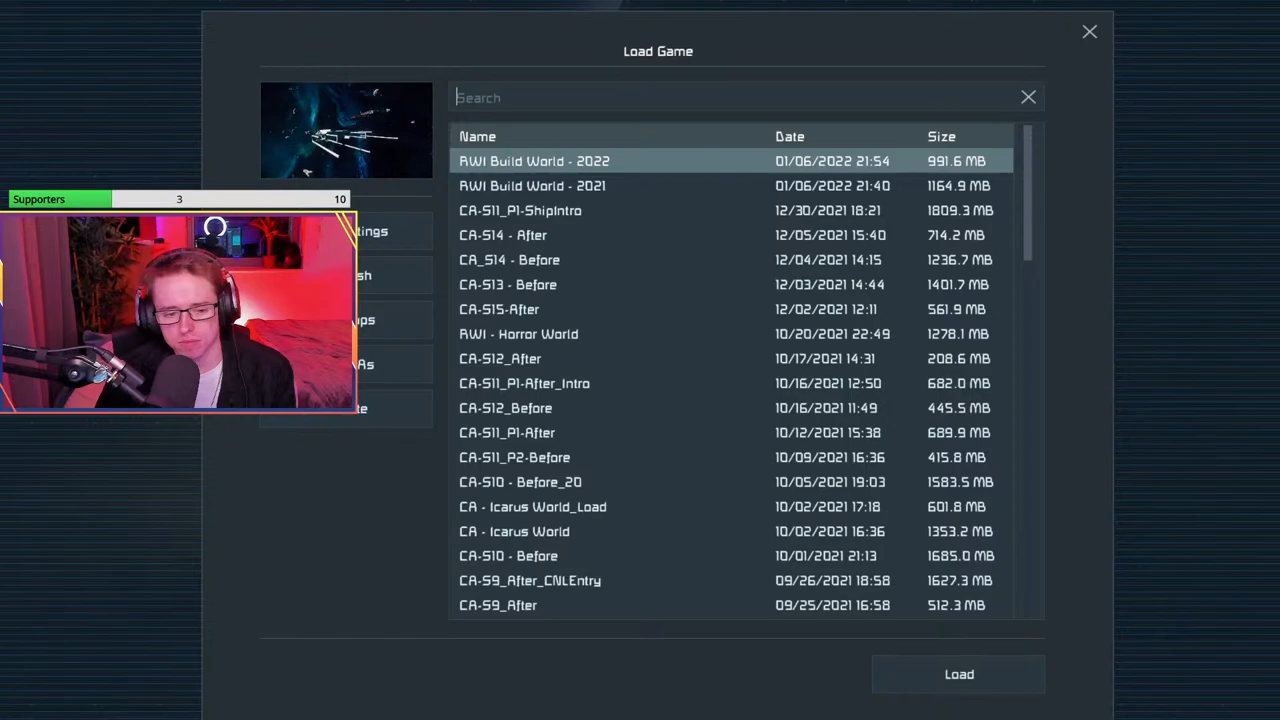 Load Game
Search
Name Date Size
RWI Build World - 2022 01/06/2022 21:54 991.6 MB
RWI Build World - 2021 01/06/2022 21:40 1164.9 MB
CA-S11_P1-ShipIntro 12/30/2021 18:21 1809.3 MB
Supporters 3 10
CA-S14 - After 12/05/2021 15:40 714.2 MB
tings
CA_S14 - Before 12/04/2021 14:15 1236.7 MB
sh
CA-S13 - Before 12/03/2021 14:44 1401.7 MB
CA-S15-After 12/02/2021 12:11 561.9 MB
ups
RWI - Horror World 10/20/2021 22:49 1278.1 MB
CA-S12_After 10/17/2021 14:31 208.6 MB
As
CA-S11_P1-After_Intro 10/16/2021 12:50 682.0 MB
CA-S12_Before 10/16/2021 11:49 445.5 MB
te
CA-S11_P1-After 10/12/2021 15:38 689.9 MB
CA-S11_P2-Before 10/09/2021 16:36 415.8 MB
CA-S10 - Before_20 10/05/2021 19:03 1583.5 MB
CA - Icarus World_Load 10/02/2021 17:18 601.8 MB
CA - Icarus World 10/02/2021 16:36 1353.2 MB
CA-S10 - Before 10/01/2021 21:13 1685.0 MB
CA-S9_After_CNLEntry 09/26/2021 18:58 1627.3 MB
CA-S9_After 09/25/2021 16:58 512.3 MB
Load